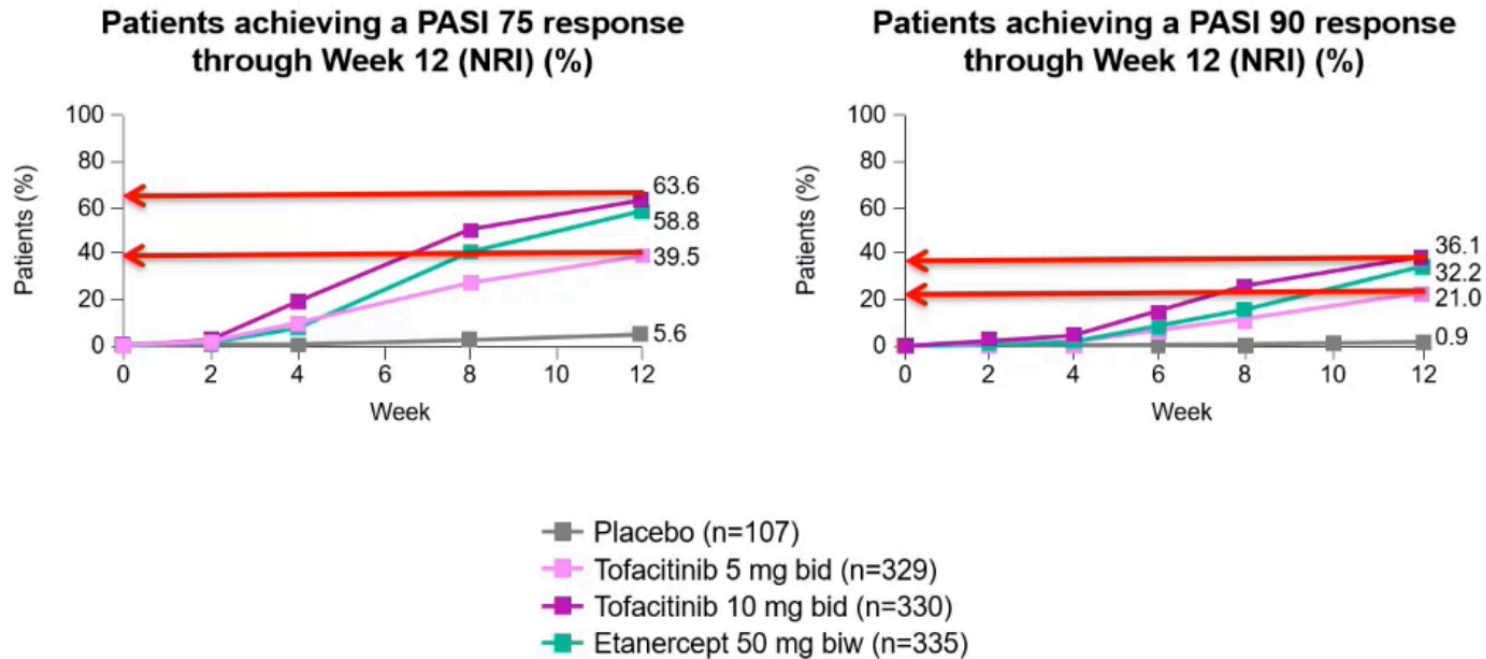 Patients achieving a PASI 75 response
through Week 12 (NRI) (%)
Patients (%)
100
80
60
40
20
0
63.6
58.8
39.5
5.6
0 2 4 6 8 10 12
Week
Patients achieving a PASI 90 response
through Week 12 (NRI) (%)
Patients (%)
100
80
60
40
20
0
36.1
32.2
21.0
0.9
0 2 4 6 8 10 12
Week
Placebo (n=107)
Tofacitinib 5 mg bid (n=329)
Tofacitinib 10 mg bid (n=330)
Etanercept 50 mg biw (n=335)